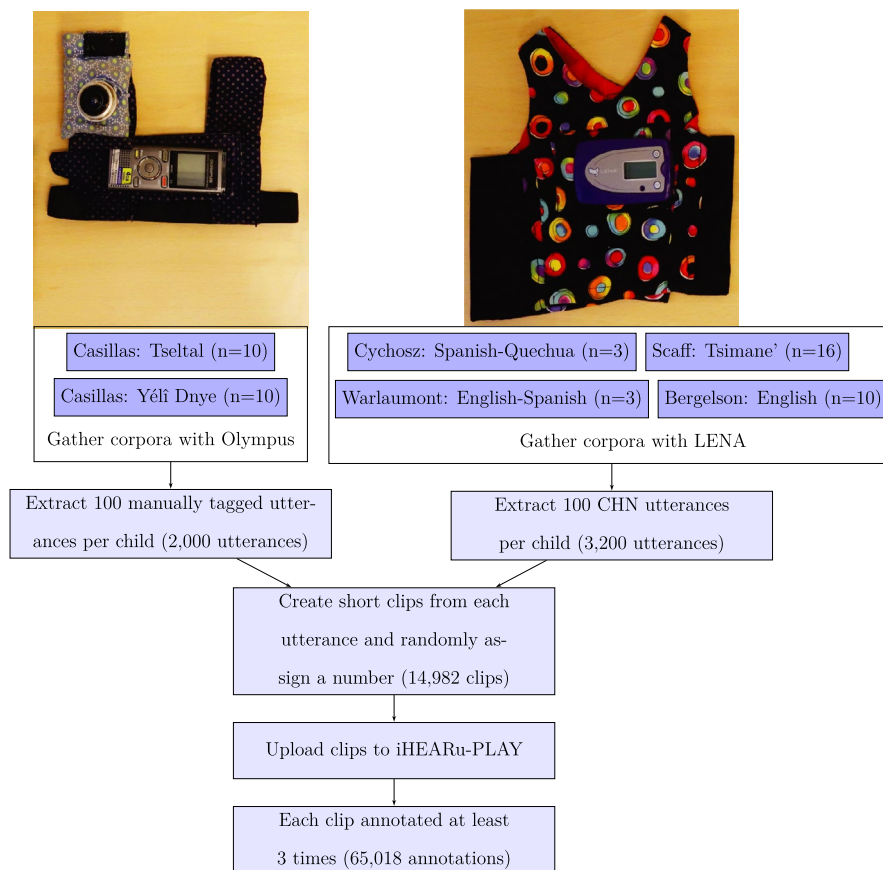 Casillas: Tseltal (n=10)
Casillas: Yélî Dnye (n=10)
Gather corpora with Olympus
Cychosz: Spanish-Quechua (n=3)
Scaff: Tsimane' (n=16)
Warlaumont: English-Spanish (n=3)
Bergelson: English (n=10)
Gather corpora with LENA
Extract 100 manually tagged utter-
ances per child (2,000 utterances)
Extract 100 CHN utterances
per child (3,200 utterances)
Create short clips from each
utterance and randomly as-
sign a number (14,982 clips)
Upload clips to iHEARu-PLAY
Each clip annotated at least
3 times (65,018 annotations)